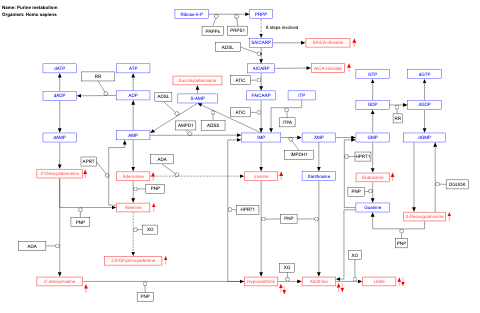 Name: Purine metabolism
Organism: Homo sapiens
Ribose-5-P
PRPP
PRPPs
PRPS1
6 steps involved
ADSL
SAICARP
SAICA-riboside
dATP
ATP
AICARP
AICA-riboside
GTP
dGTP
RR
Succinyladenosine
ATIC
dADP
ADP
ADSL
S-AMP
FAICARP
ITP
GDP
dGDP
ATIC
RR
AMPD1
ADSS
ITPA
dAMP
AMP
IMP
XMP
GMP
dGMP
IMPDH1
HPRT1
APRT
ADA
2'-Deoxyadenosine
Adenosine
Inosine
Xanthosine
Guanosine
DGUOK
PNP
PNP
Adenine
HPRT1
PNP
Guanine
2-Deoxyguanosine
PNP
XO
PNP
ADA
XO
XO
2,8-Dihydroxyadenine
2'-deoxyinosine
Hypoxanthine
Xanthine
Urate
PNP